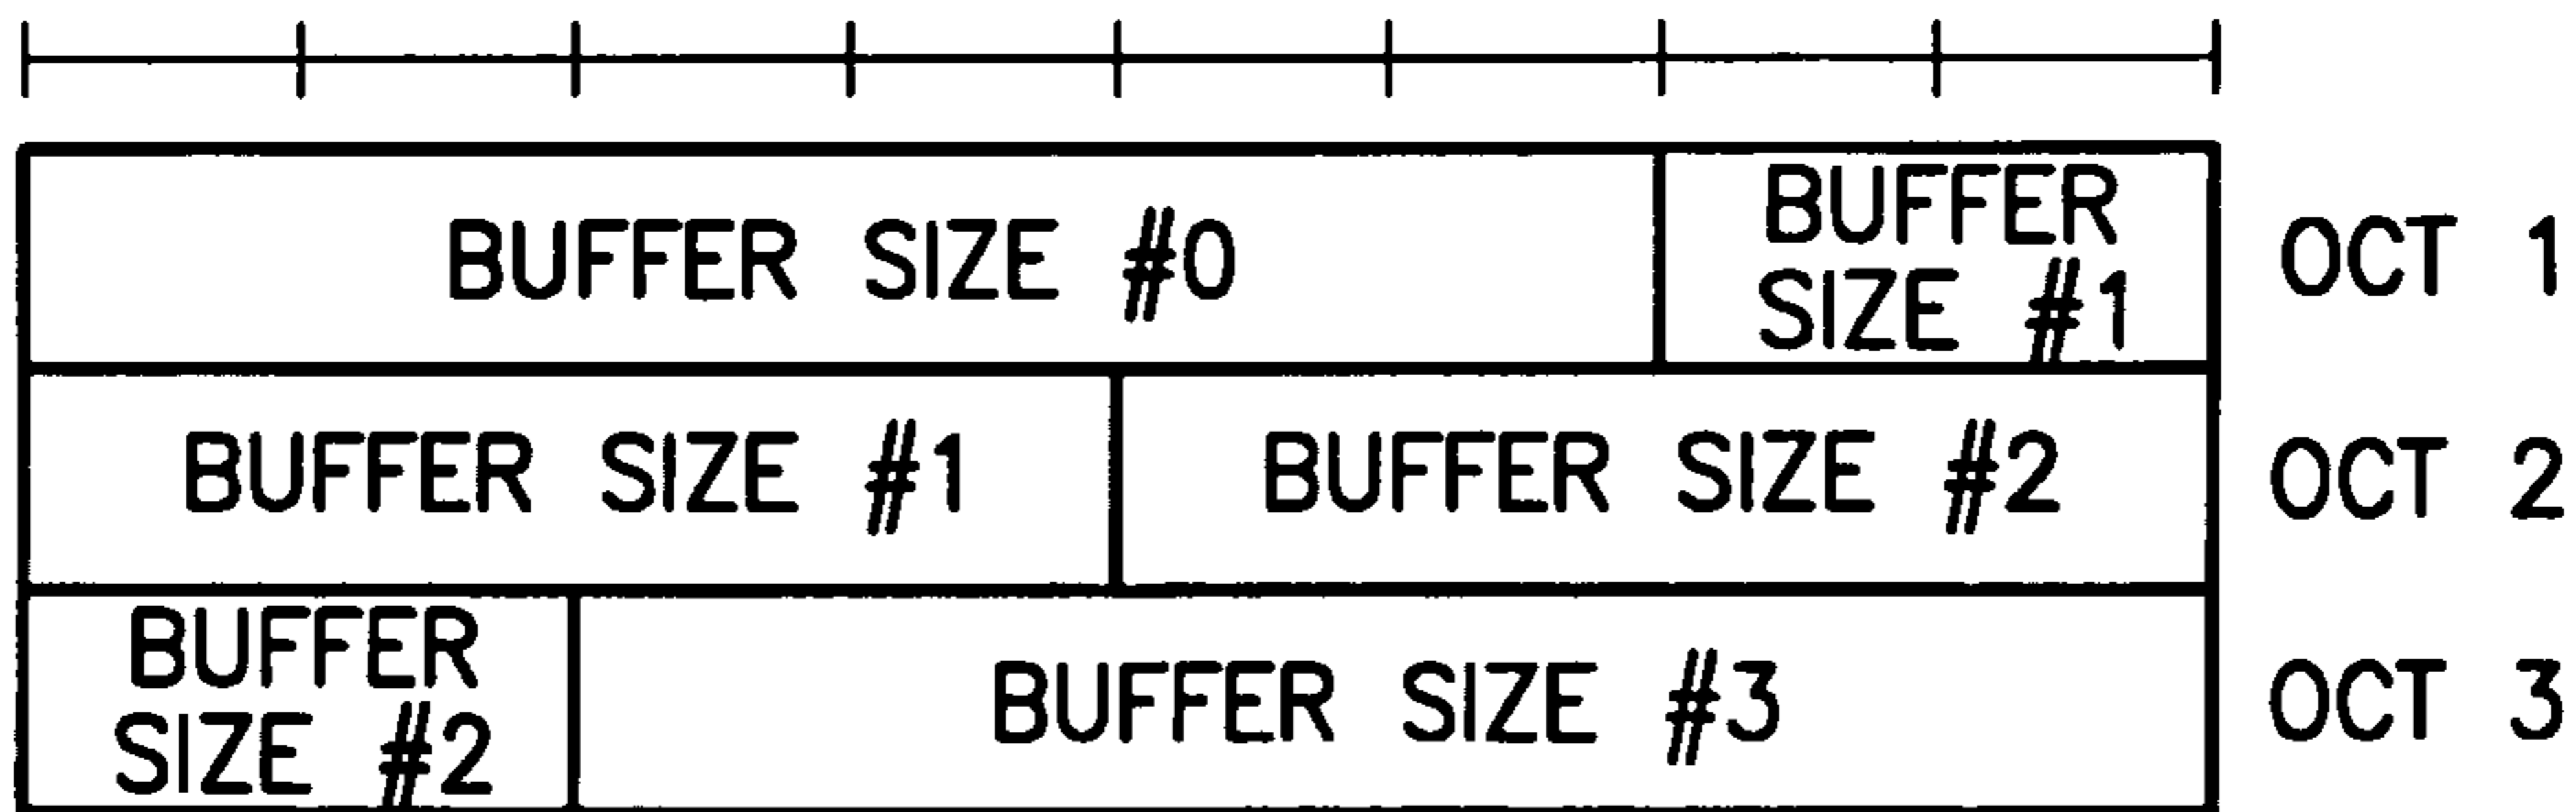 BUFFER SIZE #0
BUFFER
SIZE #1
OCT 1
BUFFER SIZE #1
BUFFER SIZE #2
OCT 2
BUFFER
SIZE #2
BUFFER SIZE #3
OCT 3